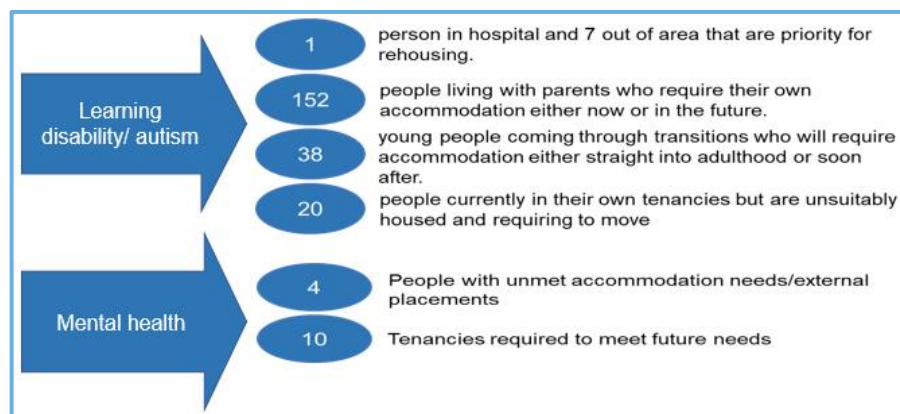 Learning
disability/ autism
1
person in hospital and 7 out of area that are priority for
rehousing.
152
people living with parents who require their own
accommodation either now or in the future.
38
young people coming through transitions who will require
accommodation either straight into adulthood or soon
after.
20
people currently in their own tenancies but are unsuitably
housed and requiring to move
Mental health
4
People with unmet accommodation needs/external
placements
10
Tenancies required to meet future needs